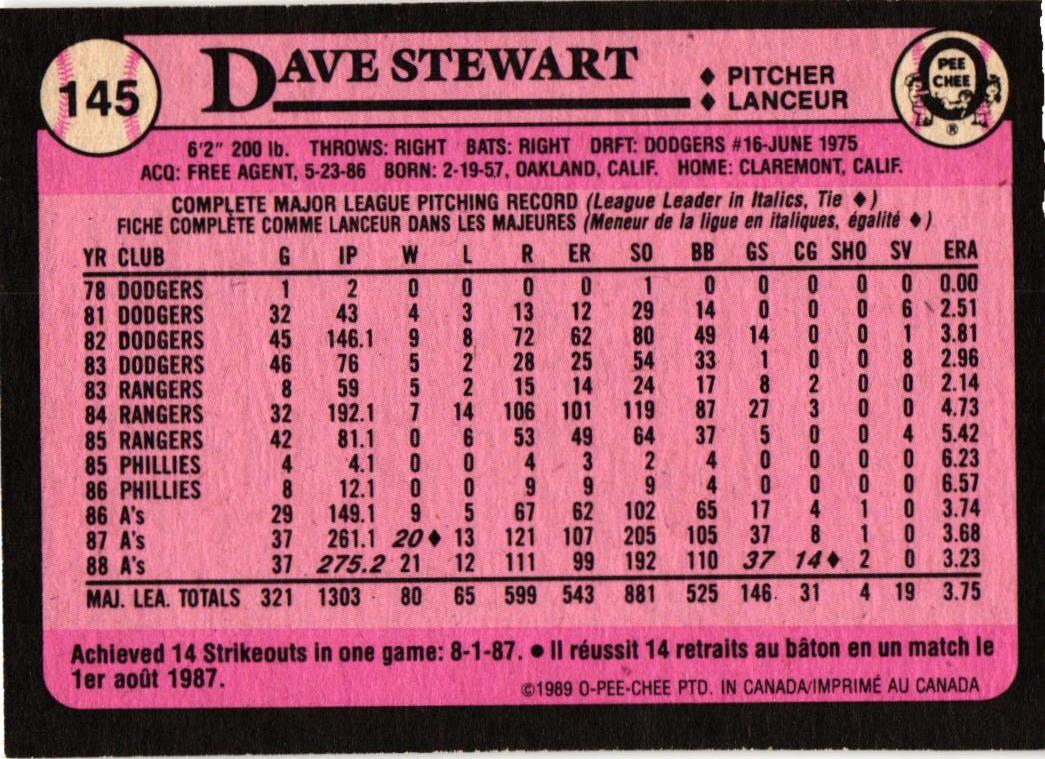 145
DAVE STEWART
♦ PITCHER
♦ LANCEUR
PEE
CHEE
®
6'2" 200 lb. THROWS: RIGHT BATS: RIGHT DRFT: DODGERS #16-JUNE 1975
ACQ: FREE AGENT, 5-23-86 BORN: 2-19-57, OAKLAND, CALIF. HOME: CLAREMONT, CALIF.
COMPLETE MAJOR LEAGUE PITCHING RECORD (League Leader in Italics, Tie ♦)
FICHE COMPLÈTE COMME LANCEUR DANS LES MAJEURES (Meneur de la ligue en italiques, égalité ♦)
YR CLUB G IP W L R ER SO BB GS CG SHO SV ERA
78 DODGERS 1 2 0 0 0 0 1 0 0 0 0 0 0.00
81 DODGERS 32 43 4 3 13 12 29 14 0 0 0 6 2.51
82 DODGERS 45 146.1 9 8 72 62 80 49 14 0 0 1 3.81
83 DODGERS 46 76 5 2 28 25 54 33 1 0 0 8 2.96
83 RANGERS 8 59 5 2 15 14 24 17 8 2 0 0 2.14
84 RANGERS 32 192.1 7 14 106 101 119 87 27 3 0 0 4.73
85 RANGERS 42 81.1 0 6 53 49 64 37 5 0 0 4 5.42
85 PHILLIES 4 4.1 0 0 4 3 2 4 0 0 0 0 6.23
86 PHILLIES 8 12.1 0 0 9 9 9 4 0 0 0 0 6.57
86 A's 29 149.1 9 5 67 62 102 65 17 4 1 0 3.74
87 A's 37 261.1 20♦ 13 121 107 205 105 37 8 1 0 3.68
88 A's 37 275.2 21 12 111 99 192 110 37 14♦ 2 0 3.23
MAJ. LEA. TOTALS 321 1303 80 65 599 543 881 525 146 31 4 19 3.75
Achieved 14 Strikeouts in one game: 8-1-87. ● Il réussit 14 retraits au bâton en un match le
1er août 1987.
©1989 O-PEE-CHEE PTD. IN CANADA/IMPRIMÉ AU CANADA